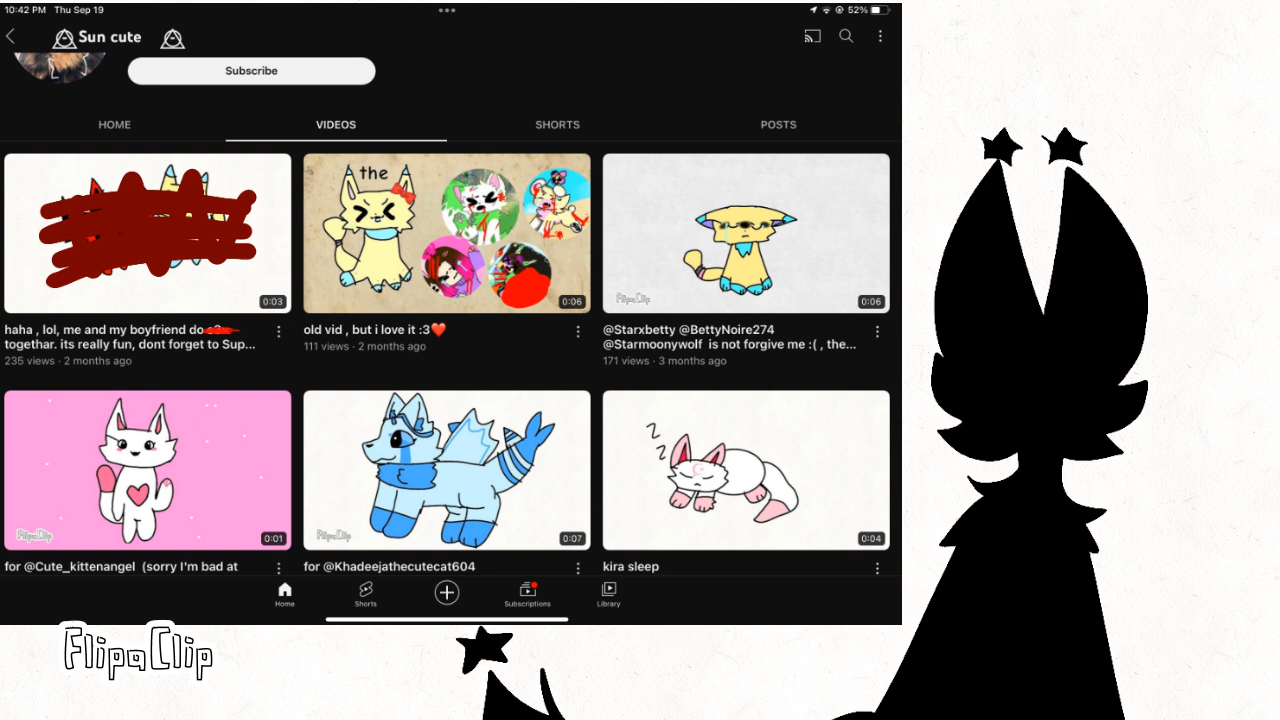 10:42 PM Thu Sep 19
52%
Sun cute
Subscribe
HOME
VIDEOS
SHORTS
POSTS
0:03
the
0:06
FlipaClip
0:06
haha , lol, me and my boyfriend do
togethar. its really fun, dont forget to Sup...
235 views · 2 months ago
old vid , but i love it :3❤️
111 views · 2 months ago
@Starxbetty @BettyNoire274
@Starmoonywolf is not forgive me :( , the...
171 views · 3 months ago
FlipaClip
0:01
FlipaClip
0:07
0:04
for @Cute_kittenangel (sorry I'm bad at
for @Khadeejathecutecat604
kira sleep
Home
Shorts
Subscriptions
Library
FlipaClip